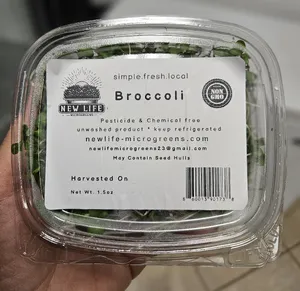 simple.fresh.local
Broccoli
NEW LIFE
NON
GMO
Pesticide & Chemical free
unwashed product * keep refrigerated
newlife-microgreens.com
newlifemicrogreens23@gmail.com
May Contain Seed Hulls
Harvested On
Net Wt. 1.5oz